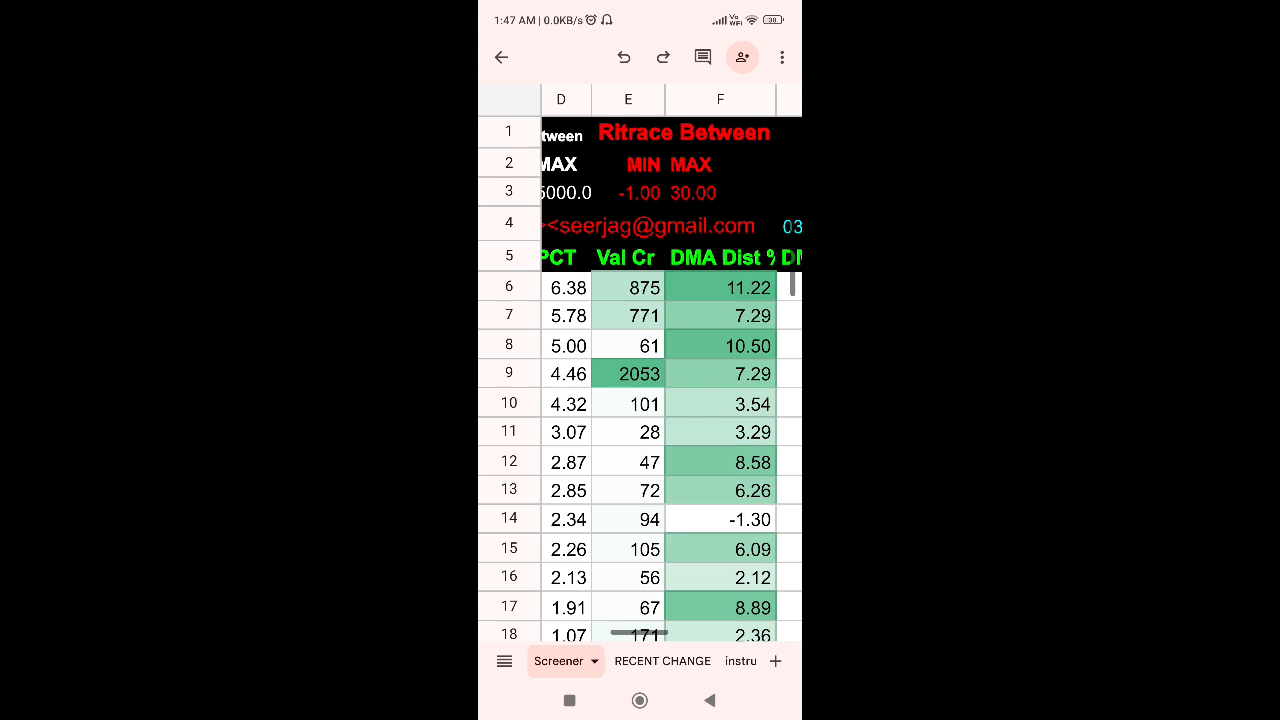 1:47 AM | 0.0KB/s Vo WiFi 38
D E F
1 tween Ritrace Between
2 MAX MIN MAX
3 5000.0 -1.00 30.00
4 ><seerjag@gmail.com 03
5 PCT Val Cr DMA Dist % DM
6 6.38 875 11.22
7 5.78 771 7.29
8 5.00 61 10.50
9 4.46 2053 7.29
10 4.32 101 3.54
11 3.07 28 3.29
12 2.87 47 8.58
13 2.85 72 6.26
14 2.34 94 -1.30
15 2.26 105 6.09
16 2.13 56 2.12
17 1.91 67 8.89
18 1.07 171 2.36
Screener RECENT CHANGE instru